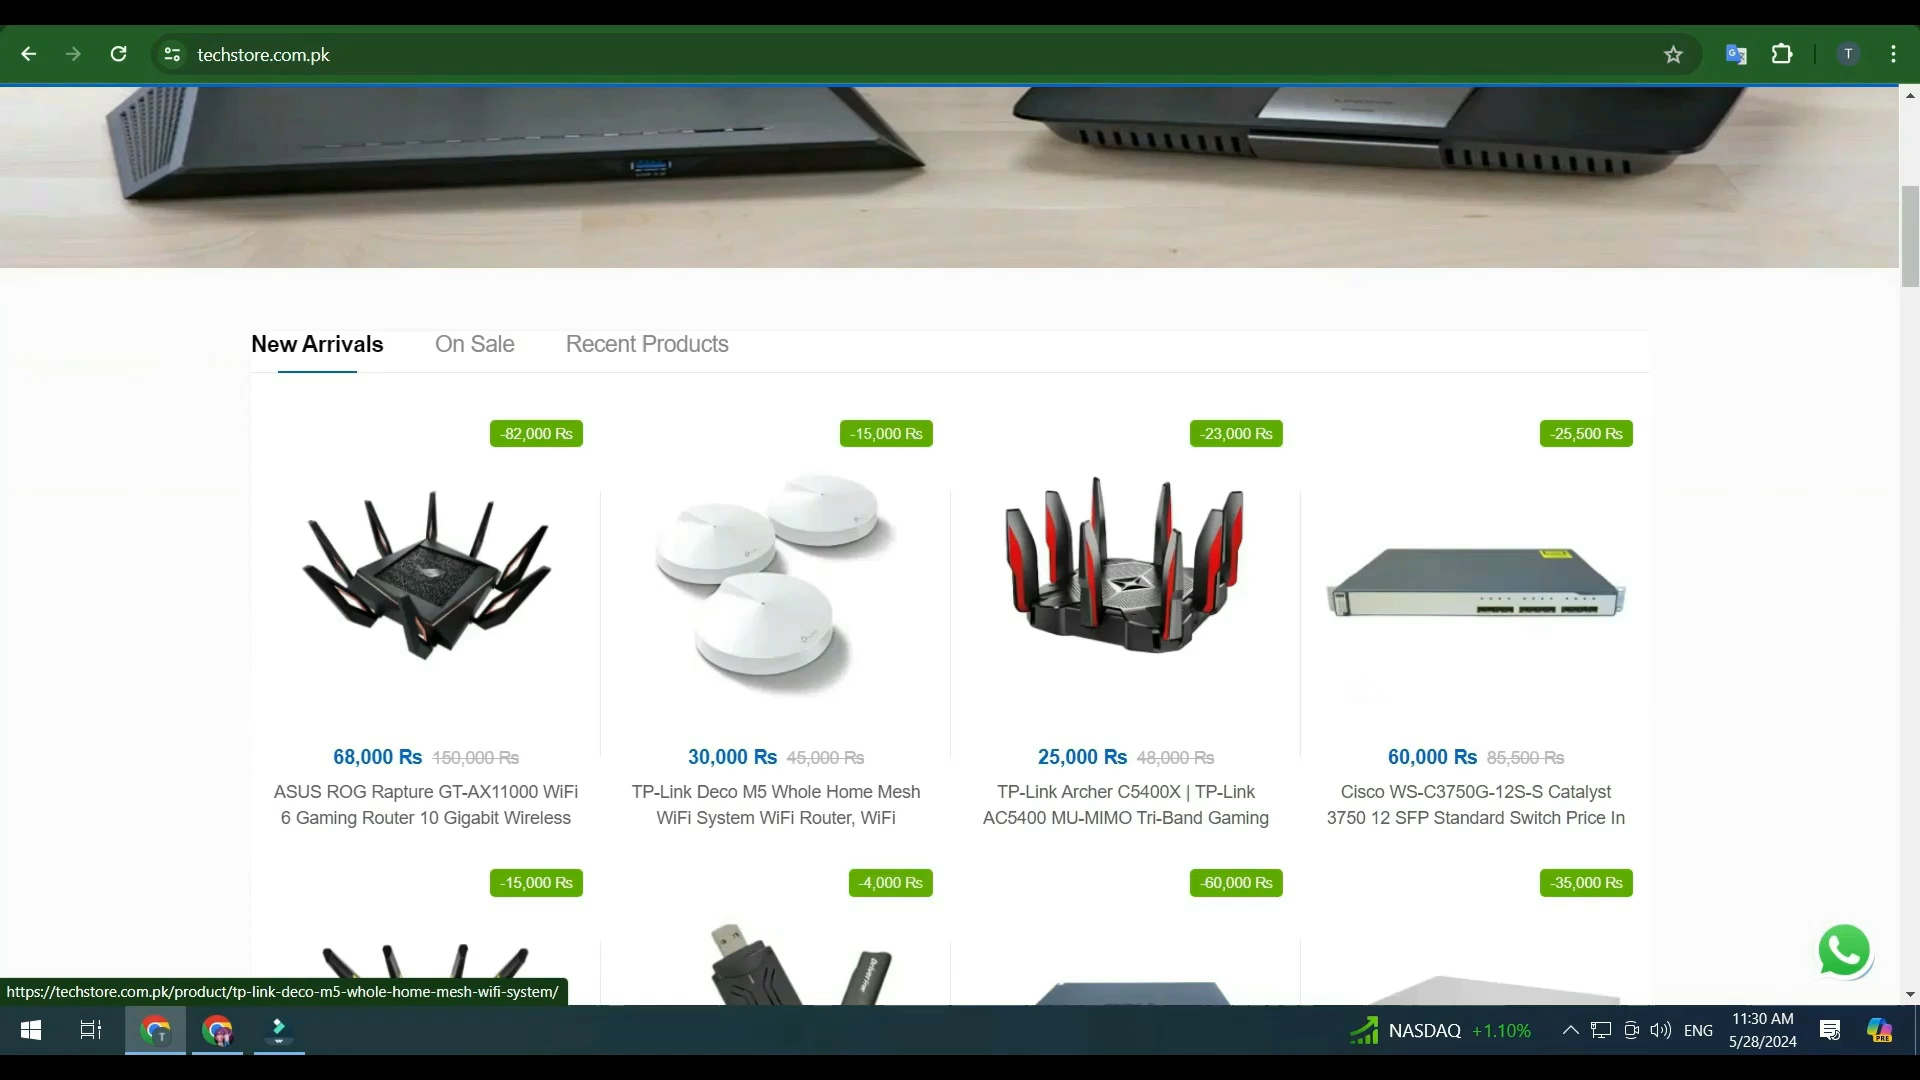 techstore.com.pk
T
New Arrivals
On Sale
Recent Products
-82,000 ₨
-15,000 ₨
-23,000 ₨
-25,500 ₨
68,000 ₨ 150,000 ₨
ASUS ROG Rapture GT-AX11000 WiFi
6 Gaming Router 10 Gigabit Wireless
30,000 ₨ 45,000 ₨
TP-Link Deco M5 Whole Home Mesh
WiFi System WiFi Router, WiFi
25,000 ₨ 48,000 ₨
TP-Link Archer C5400X | TP-Link
AC5400 MU-MIMO Tri-Band Gaming
60,000 ₨ 85,500 ₨
Cisco WS-C3750G-12S-S Catalyst
3750 12 SFP Standard Switch Price In
-15,000 ₨
-4,000 ₨
-60,000 ₨
-35,000 ₨
https://techstore.com.pk/product/tp-link-deco-m5-whole-home-mesh-wifi-system/
NASDAQ +1.10%
ENG
11:30 AM
5/28/2024
PRE